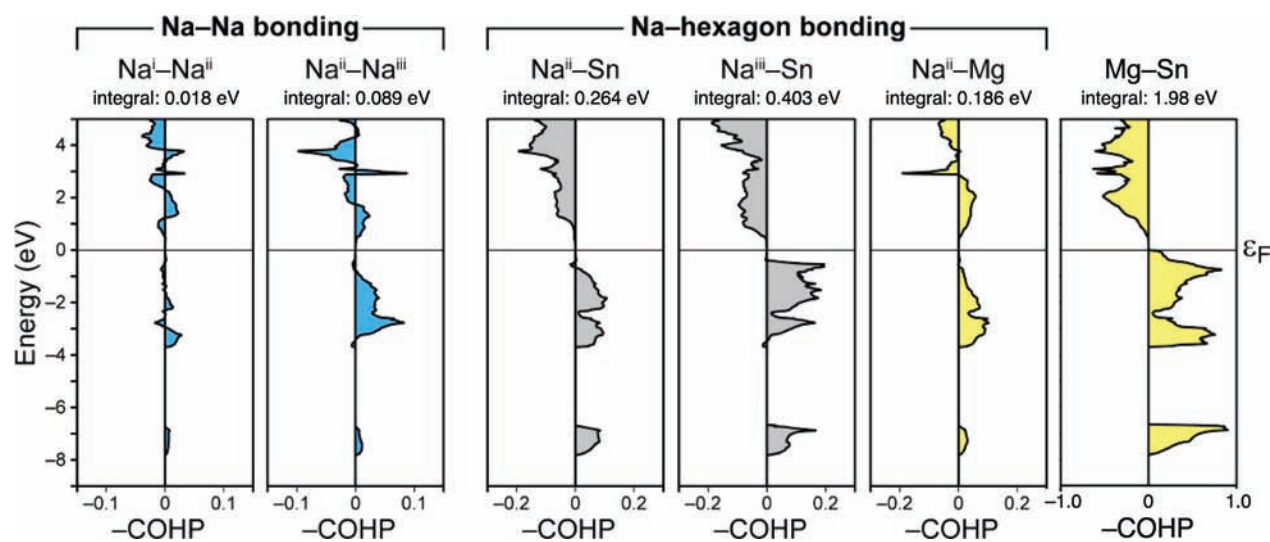 Na–Na bonding
Na–hexagon bonding
Naⁱ–Naⁱⁱ
Naⁱⁱ–Naⁱⁱⁱ
Naⁱⁱ–Sn
Naⁱⁱⁱ–Sn
Naⁱⁱ–Mg
Mg–Sn
integral: 0.018 eV
integral: 0.089 eV
integral: 0.264 eV
integral: 0.403 eV
integral: 0.186 eV
integral: 1.98 eV
Energy (eV)
4
2
0
–2
–4
–6
–8
εF
–0.1 0 0.1
–0.1 0 0.1
–0.2 0 0.2
–0.2 0 0.2
–0.2 0 0.2
–1.0 0 1.0
–COHP
–COHP
–COHP
–COHP
–COHP
–COHP